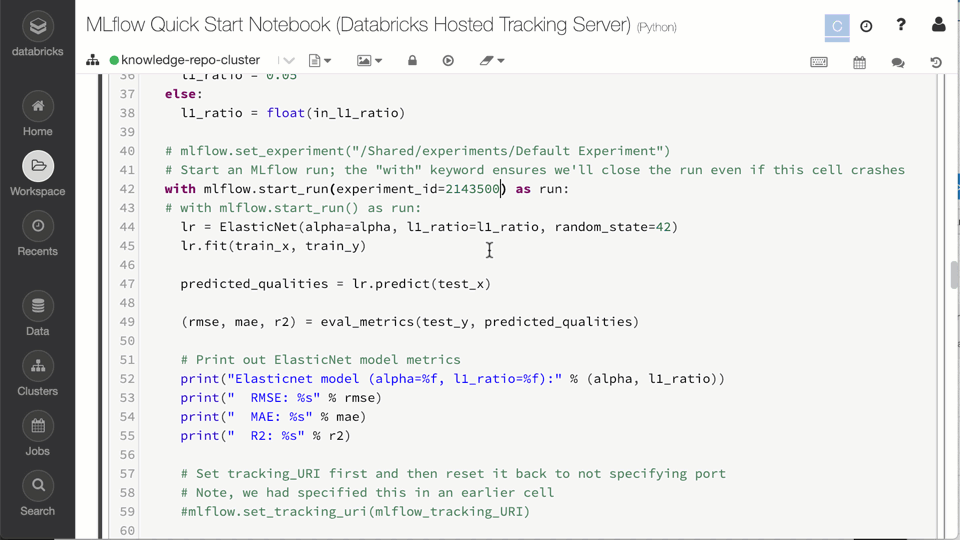 MLflow Quick Start Notebook (Databricks Hosted Tracking Server) (Python)
C
?
databricks
Home
Workspace
Recents
Data
Clusters
Jobs
Search
knowledge-repo-cluster
36 l1_ratio = 0.05
37 else:
38 l1_ratio = float(in_l1_ratio)
39
40 # mlflow.set_experiment("/Shared/experiments/Default Experiment")
41 # Start an MLflow run; the "with" keyword ensures we'll close the run even if this cell crashes
42 with mlflow.start_run(experiment_id=2143500) as run:
43 # with mlflow.start_run() as run:
44 lr = ElasticNet(alpha=alpha, l1_ratio=l1_ratio, random_state=42)
45 lr.fit(train_x, train_y)
46
47 predicted_qualities = lr.predict(test_x)
48
49 (rmse, mae, r2) = eval_metrics(test_y, predicted_qualities)
50
51 # Print out ElasticNet model metrics
52 print("Elasticnet model (alpha=%f, l1_ratio=%f):" % (alpha, l1_ratio))
53 print("  RMSE: %s" % rmse)
54 print("  MAE: %s" % mae)
55 print("  R2: %s" % r2)
56
57 # Set tracking_URI first and then reset it back to not specifying port
58 # Note, we had specified this in an earlier cell
59 #mlflow.set_tracking_uri(mlflow_tracking_URI)
60